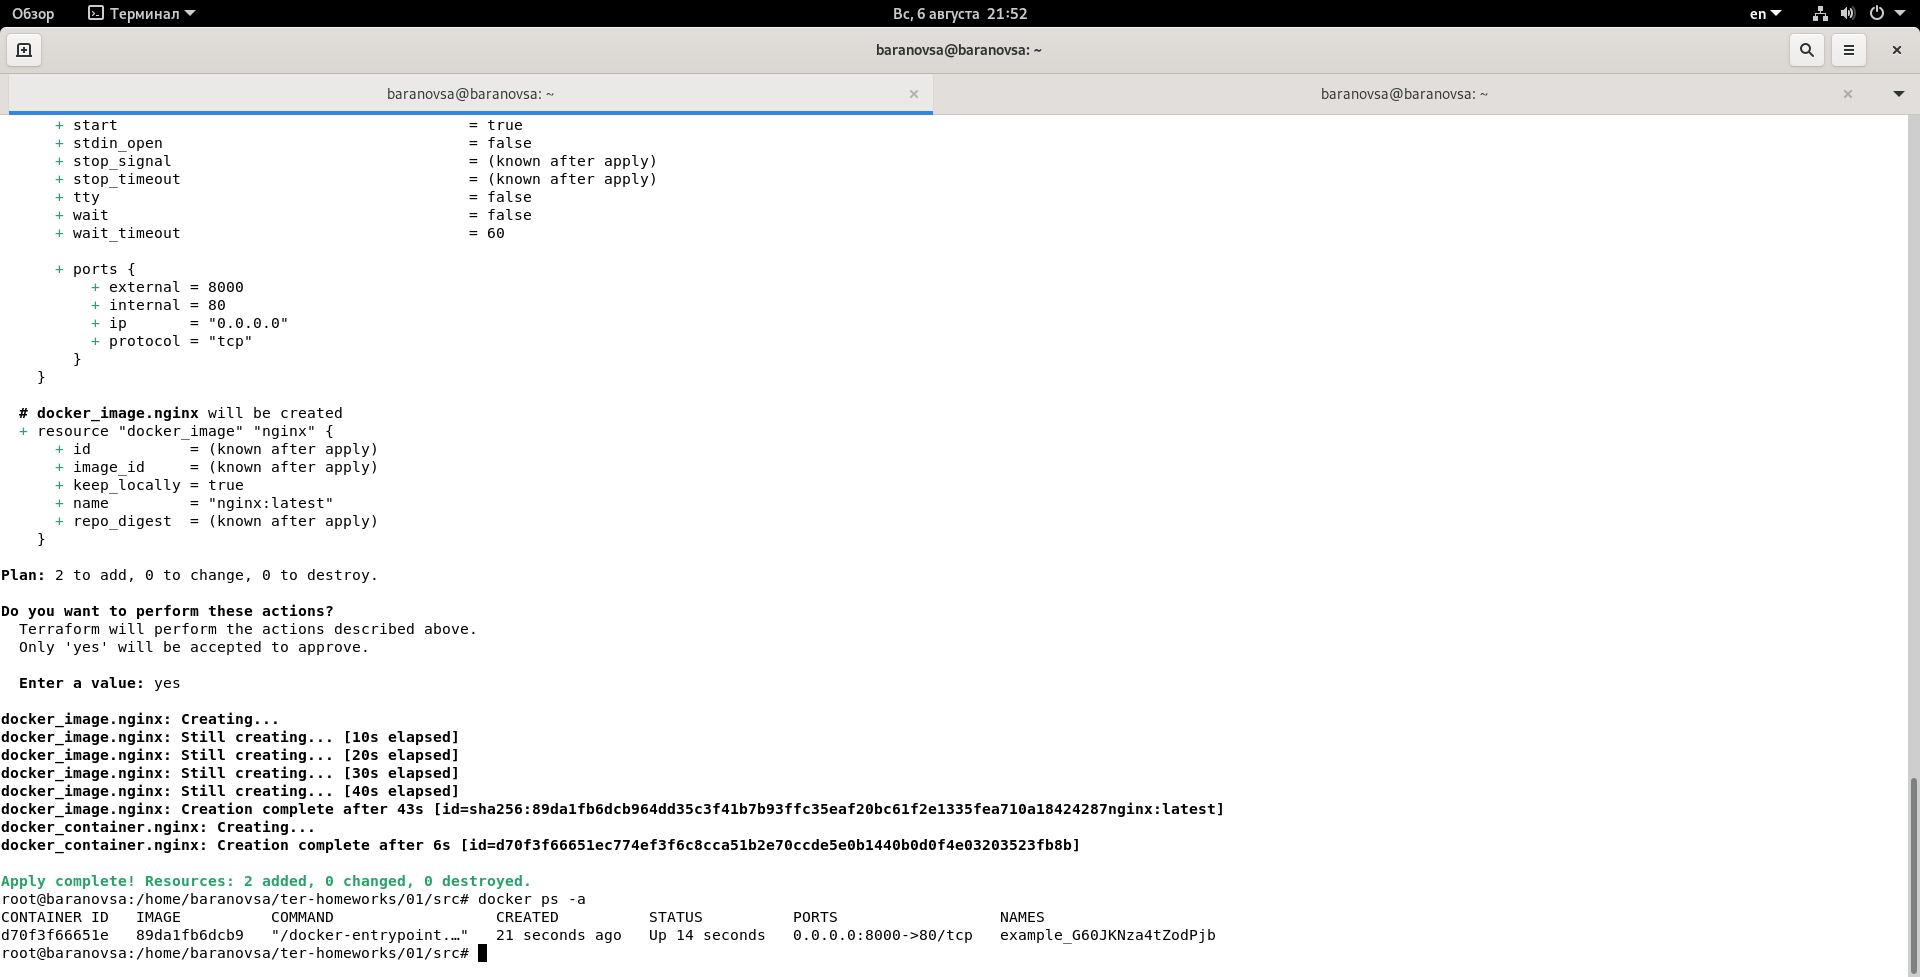 Обзор Терминал Вс, 6 августа 21:52 en
baranovsa@baranovsa: ~
baranovsa@baranovsa: ~ baranovsa@baranovsa: ~
+ start = true
+ stdin_open = false
+ stop_signal = (known after apply)
+ stop_timeout = (known after apply)
+ tty = false
+ wait = false
+ wait_timeout = 60
+ ports {
+ external = 8000
+ internal = 80
+ ip = "0.0.0.0"
+ protocol = "tcp"
}
}
# docker_image.nginx will be created
+ resource "docker_image" "nginx" {
+ id = (known after apply)
+ image_id = (known after apply)
+ keep_locally = true
+ name = "nginx:latest"
+ repo_digest = (known after apply)
}
Plan: 2 to add, 0 to change, 0 to destroy.
Do you want to perform these actions?
Terraform will perform the actions described above.
Only 'yes' will be accepted to approve.
Enter a value: yes
docker_image.nginx: Creating...
docker_image.nginx: Still creating... [10s elapsed]
docker_image.nginx: Still creating... [20s elapsed]
docker_image.nginx: Still creating... [30s elapsed]
docker_image.nginx: Still creating... [40s elapsed]
docker_image.nginx: Creation complete after 43s [id=sha256:89da1fb6dcb964dd35c3f41b7b93ffc35eaf20bc61f2e1335fea710a18424287nginx:latest]
docker_container.nginx: Creating...
docker_container.nginx: Creation complete after 6s [id=d70f3f66651ec774ef3f6c8cca51b2e70ccde5e0b1440b0d0f4e03203523fb8b]
Apply complete! Resources: 2 added, 0 changed, 0 destroyed.
root@baranovsa:/home/baranovsa/ter-homeworks/01/src# docker ps -a
CONTAINER ID IMAGE COMMAND CREATED STATUS PORTS NAMES
d70f3f66651e 89da1fb6dcb9 "/docker-entrypoint.…" 21 seconds ago Up 14 seconds 0.0.0.0:8000->80/tcp example_G60JKNza4tZodPjb
root@baranovsa:/home/baranovsa/ter-homeworks/01/src#